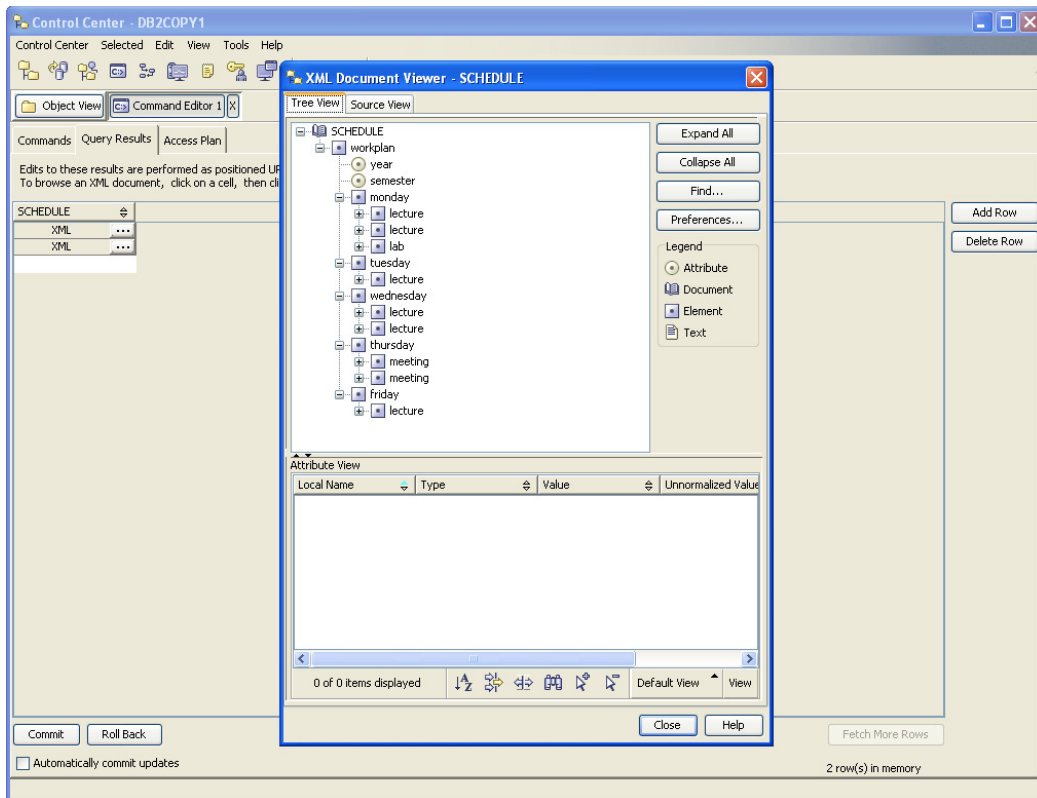 Control Center - DB2COPY1
Control Center Selected Edit View Tools Help
Object View Command Editor 1 X
Commands Query Results Access Plan
Edits to these results are performed as positioned
To browse an XML document, click on a cell, then
SCHEDULE
XML ...
XML ...
Add Row
Delete Row
XML Document Viewer - SCHEDULE
Tree View Source View
SCHEDULE
workplan
year
semester
monday
lecture
lecture
lab
tuesday
lecture
wednesday
lecture
lecture
thursday
meeting
meeting
friday
lecture
Expand All
Collapse All
Find...
Preferences...
Legend
Attribute
Document
Element
Text
Attribute View
Local Name Type Value Unnormalized Value
0 of 0 items displayed Default View View
Close Help
Commit Roll Back
Fetch More Rows
Automatically commit updates
2 row(s) in memory